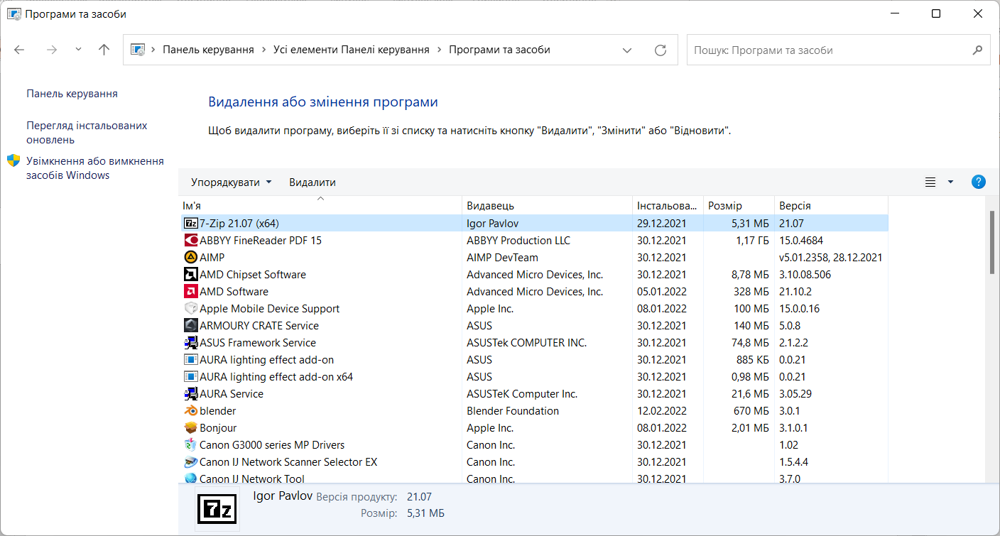 Програми та засоби
Панель керування › Усі елементи Панелі керування › Програми та засоби
Пошук: Програми та засоби
Панель керування
Перегляд інстальованих
оновлень
Увімкнення або вимкнення
засобів Windows
Видалення або змінення програми
Щоб видалити програму, виберіть її зі списку та натисніть кнопку "Видалити", "Змінити" або "Відновити".
Упорядкувати Видалити ?
Ім'я Видавець Інстальова... Розмір Версія
7z 7-Zip 21.07 (x64) Igor Pavlov 29.12.2021 5,31 МБ 21.07
ABBYY FineReader PDF 15 ABBYY Production LLC 30.12.2021 1,17 ГБ 15.0.4684
AIMP AIMP DevTeam 30.12.2021 v5.01.2358, 28.12.2021
AMD Chipset Software Advanced Micro Devices, Inc. 30.12.2021 8,78 МБ 3.10.08.506
AMD Software Advanced Micro Devices, Inc. 05.01.2022 328 МБ 21.10.2
Apple Mobile Device Support Apple Inc. 08.01.2022 100 МБ 15.0.0.16
ARMOURY CRATE Service ASUS 30.12.2021 140 МБ 5.0.8
ASUS Framework Service ASUSTek COMPUTER INC. 30.12.2021 74,8 МБ 2.1.2.2
AURA lighting effect add-on ASUS 30.12.2021 885 КБ 0.0.21
AURA lighting effect add-on x64 ASUS 30.12.2021 0,98 МБ 0.0.21
AURA Service ASUSTeK Computer Inc. 30.12.2021 21,6 МБ 3.05.29
blender Blender Foundation 12.02.2022 670 МБ 3.0.1
Bonjour Apple Inc. 08.01.2022 2,01 МБ 3.1.0.1
Canon G3000 series MP Drivers Canon Inc. 30.12.2021 1.02
Canon IJ Network Scanner Selector EX Canon Inc. 30.12.2021 1.5.4.4
Canon IJ Network Tool Canon Inc. 30.12.2021 3.7.0
7z Igor Pavlov Версія продукту: 21.07
Розмір: 5,31 МБ